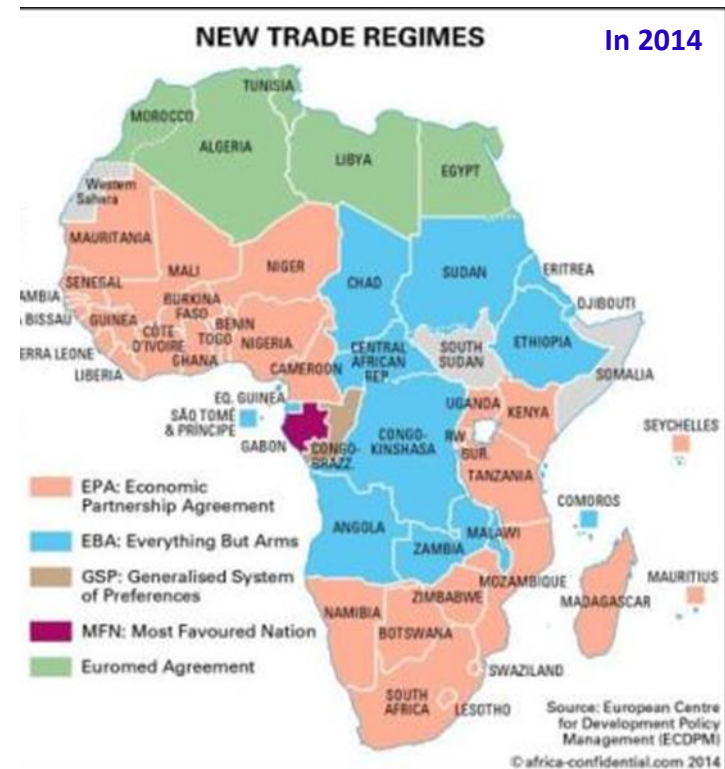 NEW TRADE REGIMES
In 2014
TUNISIA
MOROCCO
ALGERIA
LIBYA
EGYPT
Western
Sahara
MAURITANIA
MALI
NIGER
CHAD
SUDAN
ERITREA
DJIBOUTI
SENEGAL
AMBIA
BISSAU
GUINEA
BURKINA
FASO
BENIN
CÔTE
D'IVOIRE
TOGO
NIGERIA
GHANA
ERRA LEONE
LIBERIA
CAMEROON
CENTRAL
AFRICAN
REP
SOUTH
SUDAN
ETHIOPIA
SOMALIA
EQ. GUINEA
SÃO TOMÉ
& PRÍNCIPE
GABON
CONGO-
BRAZZ.
CONGO-
KINSHASA
UGANDA
KENYA
RW.
BUR.
TANZANIA
SEYCHELLES
COMOROS
ANGOLA
ZAMBIA
MALAWI
MOZAMBIQUE
MADAGASCAR
MAURITIUS
NAMIBIA
ZIMBABWE
BOTSWANA
SWAZILAND
SOUTH
AFRICA
LESOTHO
EPA: Economic
Partnership Agreement
EBA: Everything But Arms
GSP: Generalised System
of Preferences
MFN: Most Favoured Nation
Euromed Agreement
Source: European Centre
for Development Policy
Management (ECDPM)
© africa-confidential.com 2014